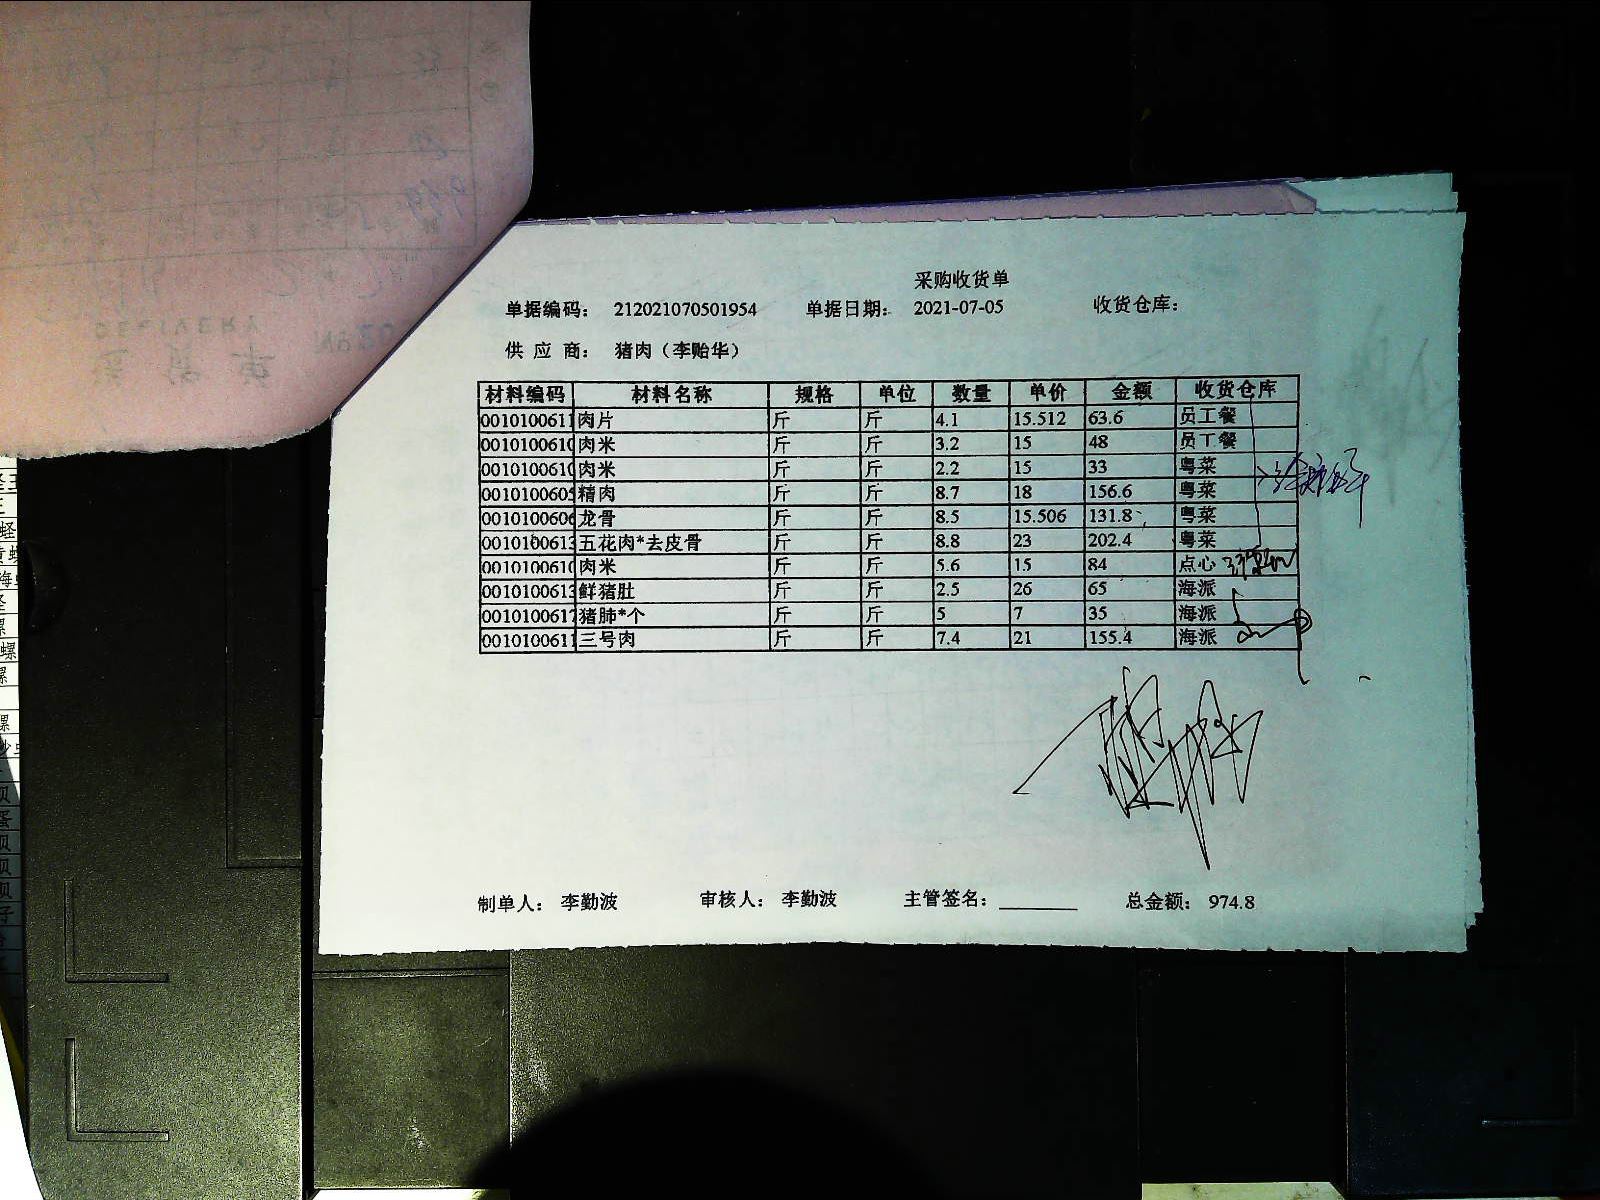 采购收货单
单据编码: 212021070501954 单据日期: 2021-07-05 收货仓库:
供 应 商: 猪肉（李贻华）
材料编码 材料名称 规格 单位 数量 单价 金额 收货仓库
0010100611 肉片 斤 斤 4.1 15.512 63.6 员工餐
001010061 肉米 斤 斤 3.2 15 48 员工餐
001010061 肉米 斤 斤 2.2 15 33 粤菜
001010060 精肉 斤 斤 8.7 18 156.6 粤菜
001010060 龙骨 斤 斤 8.5 15.506 131.8 粤菜
0010100613 五花肉*去皮骨 斤 斤 8.8 23 202.4 粤菜
001010061 肉米 斤 斤 5.6 15 84 点心
0010100613 鲜猪肚 斤 斤 2.5 26 65 海派
0010100617 猪肺*个 斤 斤 5 7 35 海派
0010100611 三号肉 斤 斤 7.4 21 155.4 海派
制单人: 李勤波 审核人: 李勤波 主管签名: 总金额: 974.8